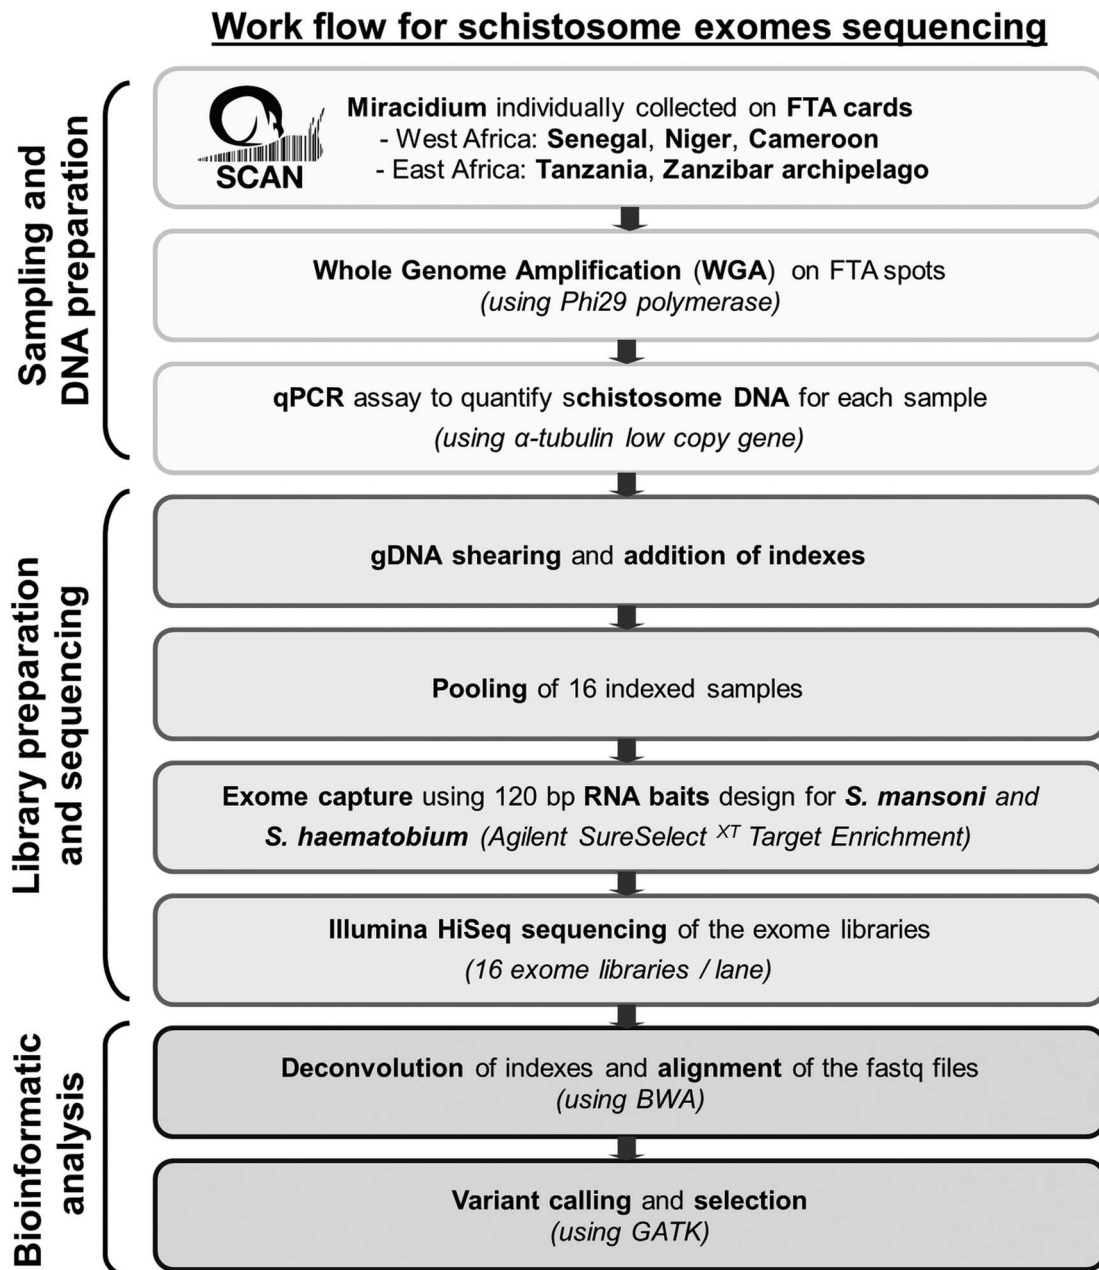 Work flow for schistosome exomes sequencing
Sampling and
DNA preparation
SCAN
Miracidium individually collected on FTA cards
- West Africa: Senegal, Niger, Cameroon
- East Africa: Tanzania, Zanzibar archipelago
Whole Genome Amplification (WGA) on FTA spots
(using Phi29 polymerase)
qPCR assay to quantify schistosome DNA for each sample
(using α-tubulin low copy gene)
Library preparation
and sequencing
gDNA shearing and addition of indexes
Pooling of 16 indexed samples
Exome capture using 120 bp RNA baits design for S. mansoni and
S. haematobium (Agilent SureSelect XT Target Enrichment)
Illumina HiSeq sequencing of the exome libraries
(16 exome libraries / lane)
Bioinformatic
analysis
Deconvolution of indexes and alignment of the fastq files
(using BWA)
Variant calling and selection
(using GATK)